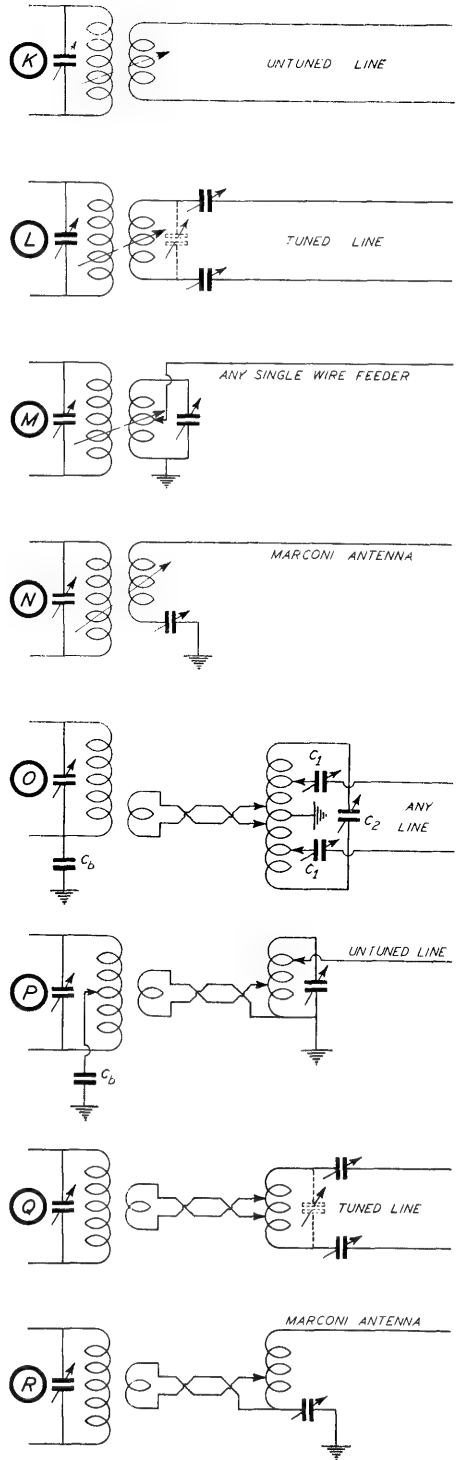 K
UNTUNED LINE
L
TUNED LINE
M
ANY SINGLE WIRE FEEDER
N
MARCONI ANTENNA
O
C1
ANY
LINE
C2
C1
Cb
P
UNTUNED LINE
Cb
Q
TUNED LINE
R
MARCONI ANTENNA